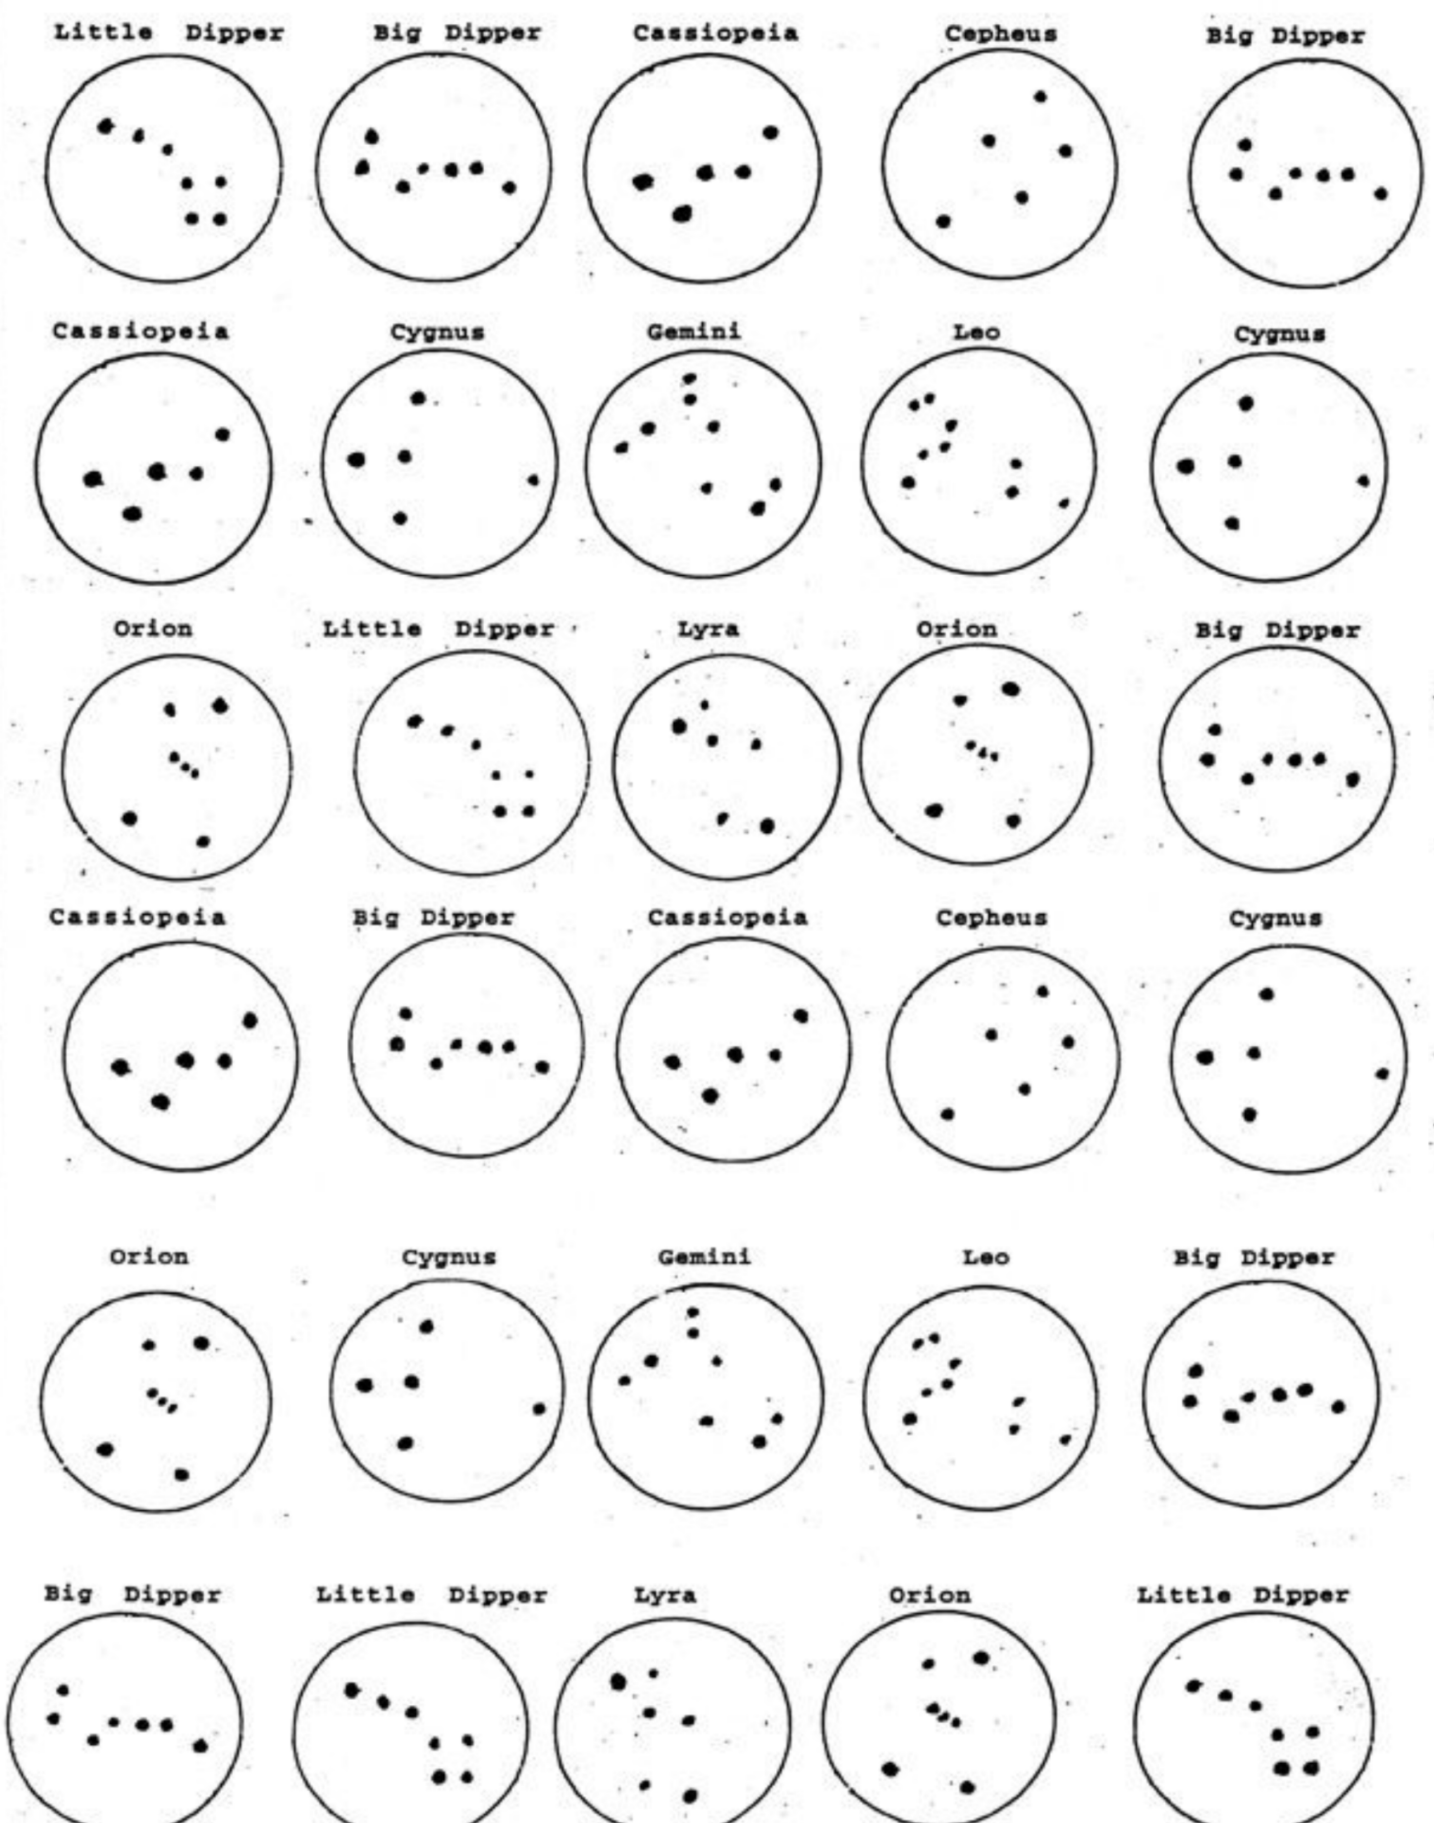 Little Dipper
Big Dipper
Cassiopeia
Cepheus
Big Dipper
Cassiopeia
Cygnus
Gemini
Leo
Cygnus
Orion
Little Dipper
Lyra
Orion
Big Dipper
Cassiopeia
Big Dipper
Cassiopeia
Cepheus
Cygnus
Orion
Cygnus
Gemini
Leo
Big Dipper
Big Dipper
Little Dipper
Lyra
Orion
Little Dipper